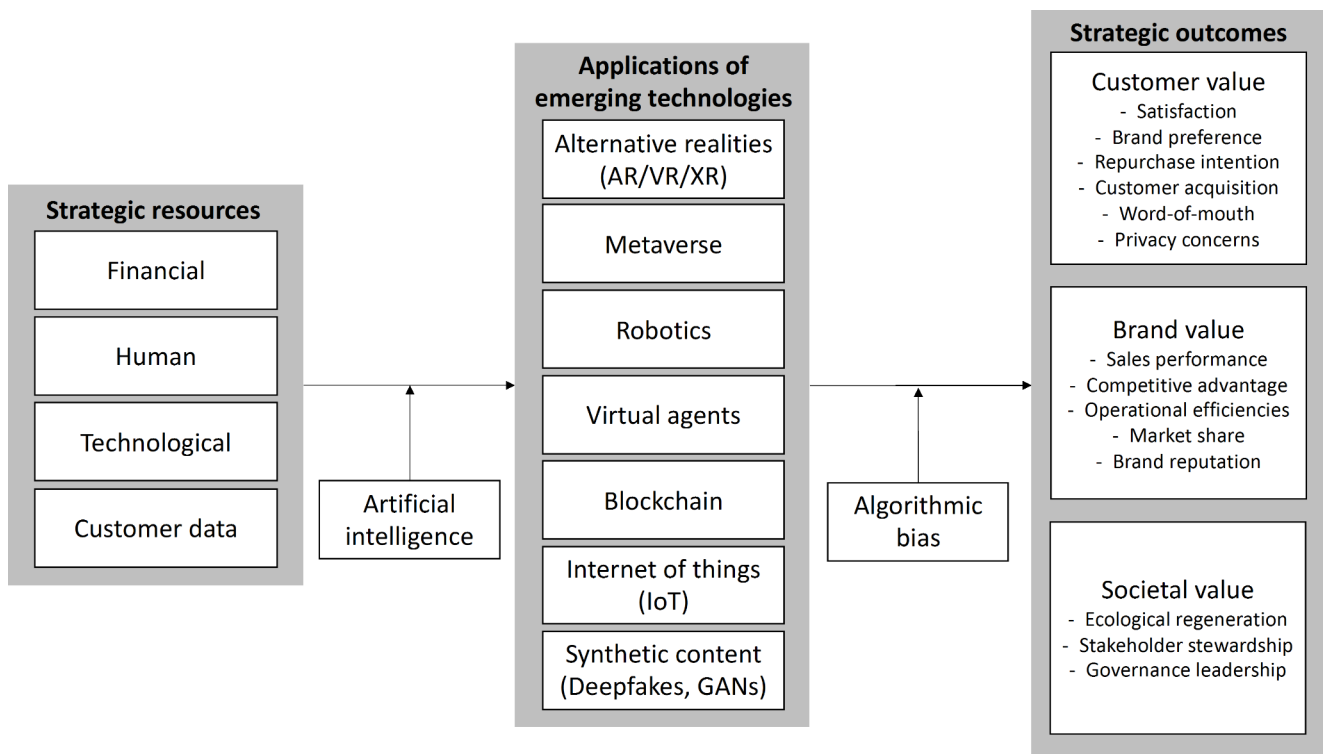 Strategic resources
Financial
Human
Technological
Customer data
Artificial
intelligence
Applications of
emerging technologies
Alternative realities
(AR/VR/XR)
Metaverse
Robotics
Virtual agents
Blockchain
Internet of things
(IoT)
Synthetic content
(Deepfakes, GANs)
Algorithmic
bias
Strategic outcomes
Customer value
- Satisfaction
- Brand preference
- Repurchase intention
- Customer acquisition
- Word-of-mouth
- Privacy concerns
Brand value
- Sales performance
- Competitive advantage
- Operational efficiencies
- Market share
- Brand reputation
Societal value
- Ecological regeneration
- Stakeholder stewardship
- Governance leadership